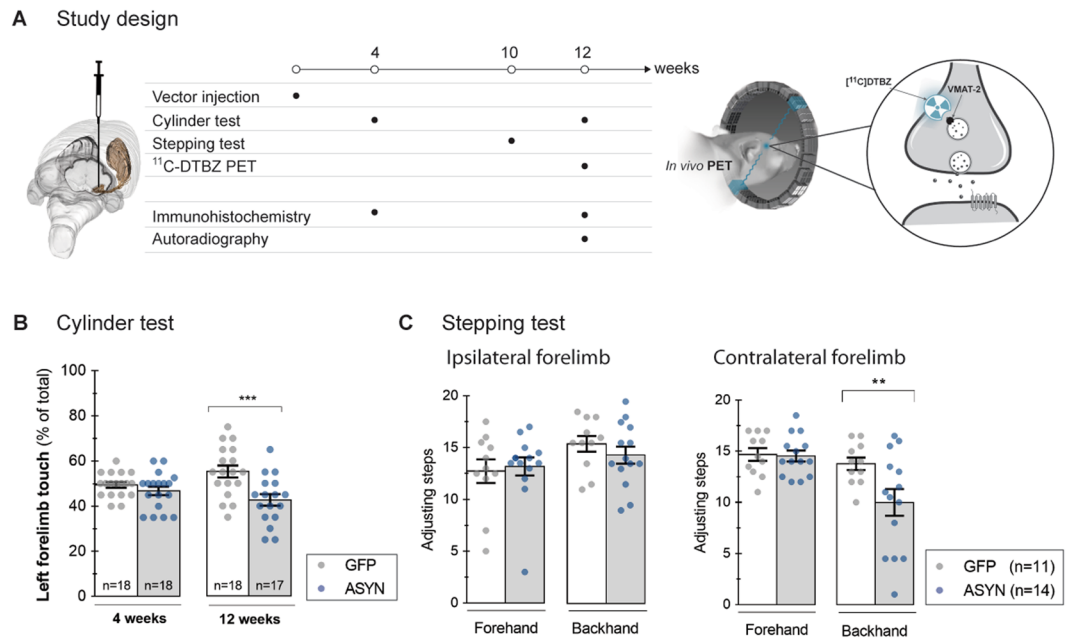 A Study design
4 10 12
weeks
Vector injection
Cylinder test
Stepping test
¹¹C-DTBZ PET
Immunohistochemistry
Autoradiography
In vivo PET
[¹¹C]DTBZ
VMAT-2
B Cylinder test
Left forelimb touch (% of total)
100
80
60
40
20
0
***
n=18 n=18 n=18 n=17
4 weeks 12 weeks
GFP
ASYN
C Stepping test
Ipsilateral forelimb
Adjusting steps
20
15
10
5
0
Forehand Backhand
Contralateral forelimb
**
Adjusting steps
20
15
10
5
0
Forehand Backhand
GFP (n=11)
ASYN (n=14)